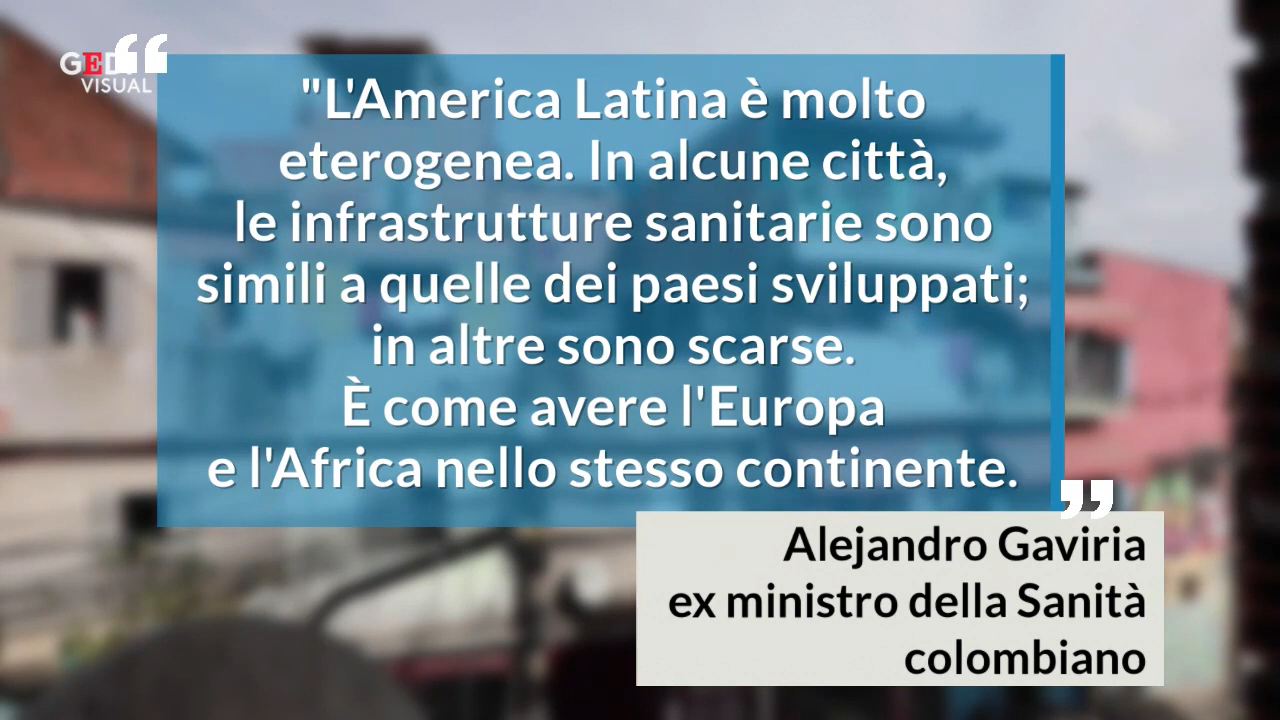 GEDI
VISUAL
"L'America Latina è molto
eterogenea. In alcune città,
le infrastrutture sanitarie sono
simili a quelle dei paesi sviluppati;
in altre sono scarse.
È come avere l'Europa
e l'Africa nello stesso continente.
Alejandro Gaviria
ex ministro della Sanità
colombiano